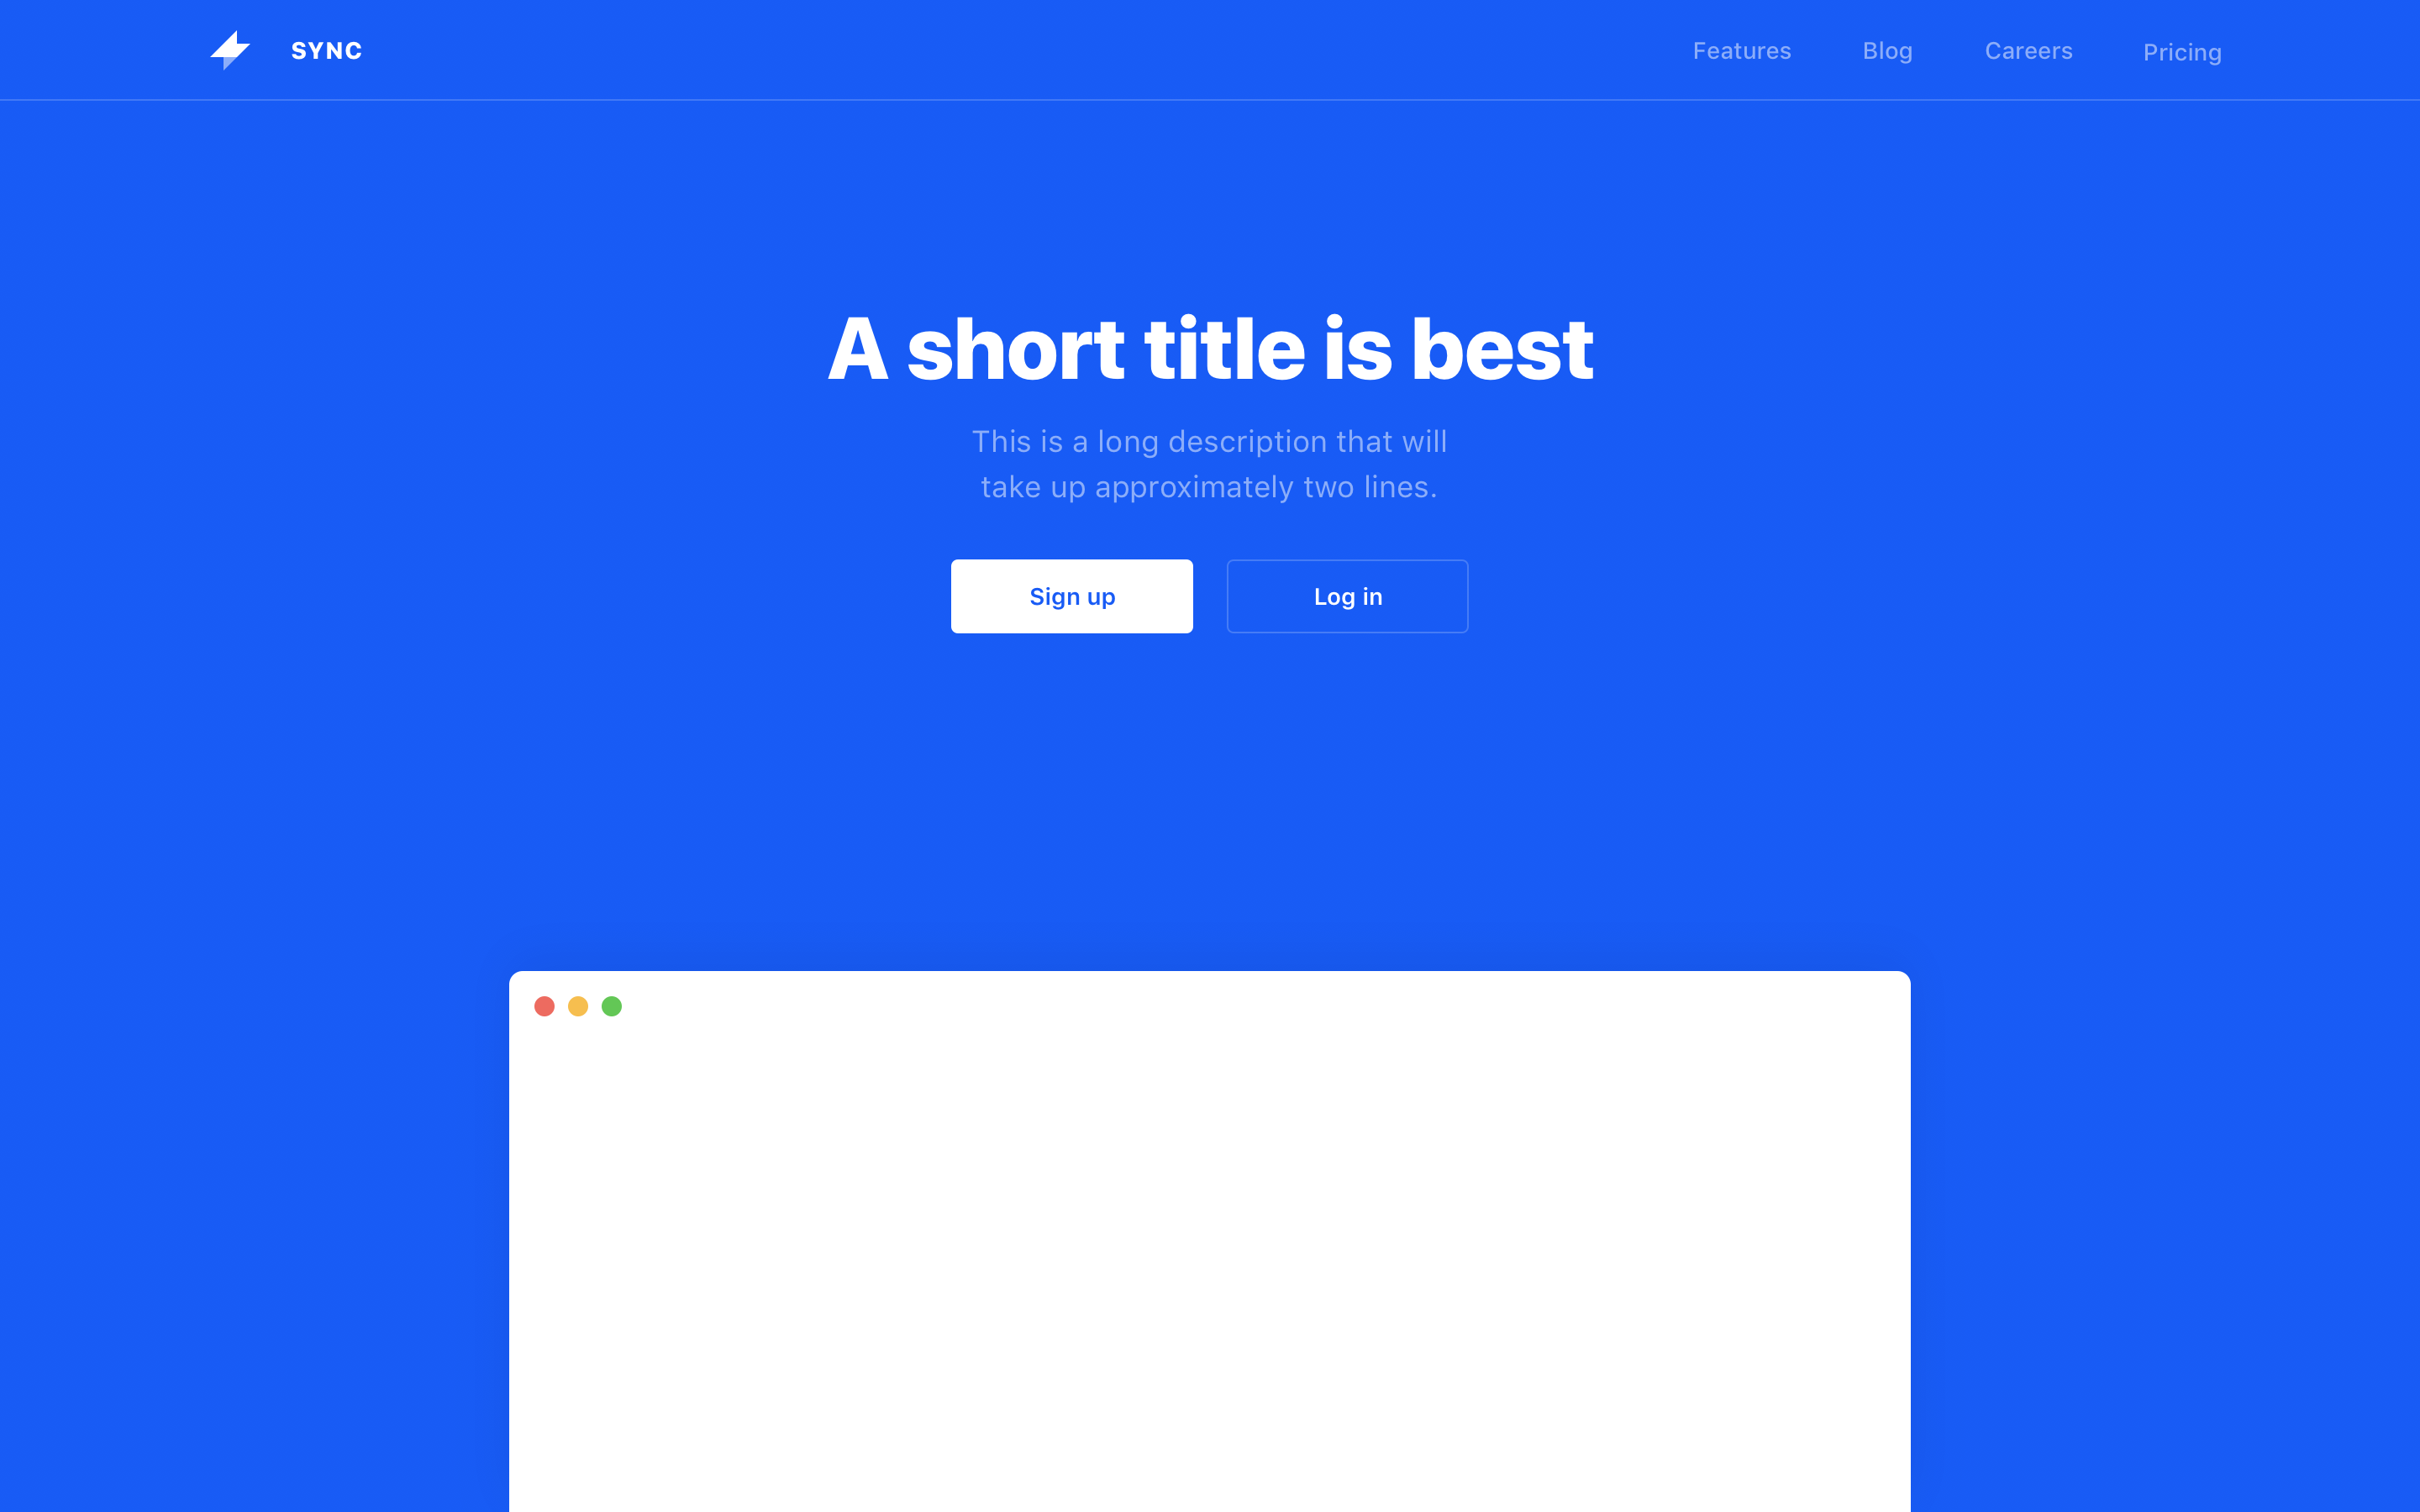 SYNC
Features Blog Careers Pricing
A short title is best
This is a long description that will
take up approximately two lines.
Sign up Log in